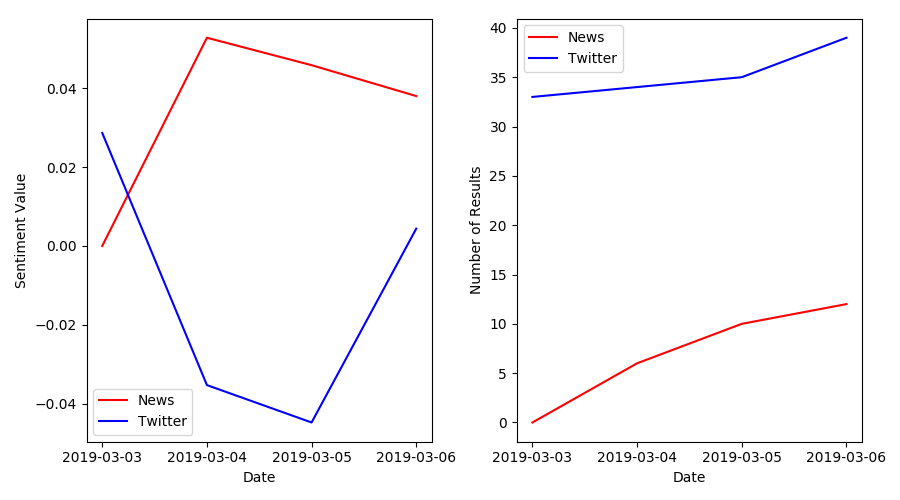 0.04
0.02
0.00
−0.02
−0.04
Sentiment Value
News
Twitter
2019-03-03 2019-03-04 2019-03-05 2019-03-06
Date
40
35
30
25
20
15
10
5
0
Number of Results
News
Twitter
2019-03-03 2019-03-04 2019-03-05 2019-03-06
Date